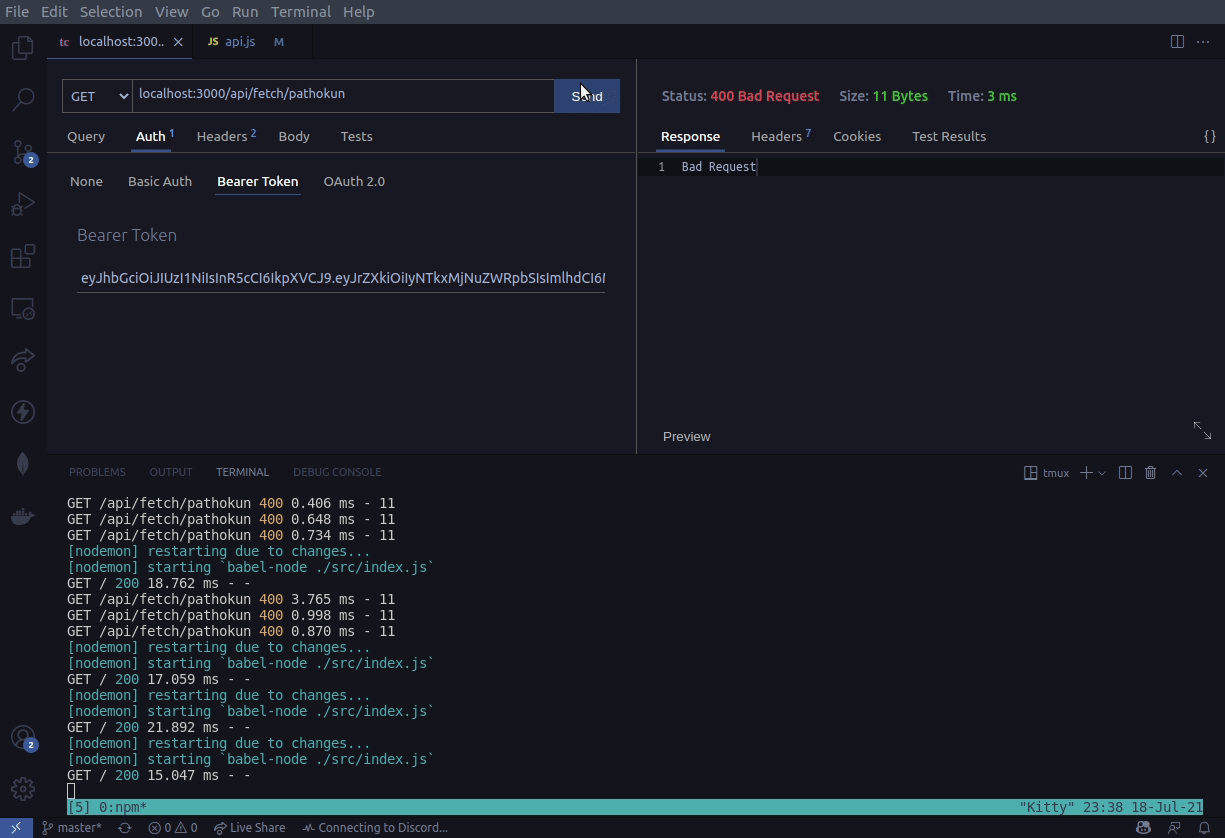 File Edit Selection View Go Run Terminal Help
tc localhost:300.. JS api.js M
GET localhost:3000/api/fetch/pathokun Send
Status: 400 Bad Request Size: 11 Bytes Time: 3 ms
Query Auth 1 Headers 2 Body Tests
Response Headers 7 Cookies Test Results {}
1 Bad Request
None Basic Auth Bearer Token OAuth 2.0
Bearer Token
eyJhbGciOiJIUzI1NiIsInR5cCI6IkpXVCJ9.eyJrZXkiOiIyNTkxMjNuZWRpbSIsImlhdCI6
Preview
2
2
PROBLEMS OUTPUT TERMINAL DEBUG CONSOLE tmux
GET /api/fetch/pathokun 400 0.406 ms - 11
GET /api/fetch/pathokun 400 0.648 ms - 11
GET /api/fetch/pathokun 400 0.734 ms - 11
[nodemon] restarting due to changes...
[nodemon] starting `babel-node ./src/index.js`
GET / 200 18.762 ms - -
GET /api/fetch/pathokun 400 3.765 ms - 11
GET /api/fetch/pathokun 400 0.998 ms - 11
GET /api/fetch/pathokun 400 0.870 ms - 11
[nodemon] restarting due to changes...
[nodemon] starting `babel-node ./src/index.js`
GET / 200 17.059 ms - -
[nodemon] restarting due to changes...
[nodemon] starting `babel-node ./src/index.js`
GET / 200 21.892 ms - -
[nodemon] restarting due to changes...
[nodemon] starting `babel-node ./src/index.js`
GET / 200 15.047 ms - -
[5] 0:npm* "Kitty" 23:38 18-Jul-21
master* 0 0 Live Share Connecting to Discord...